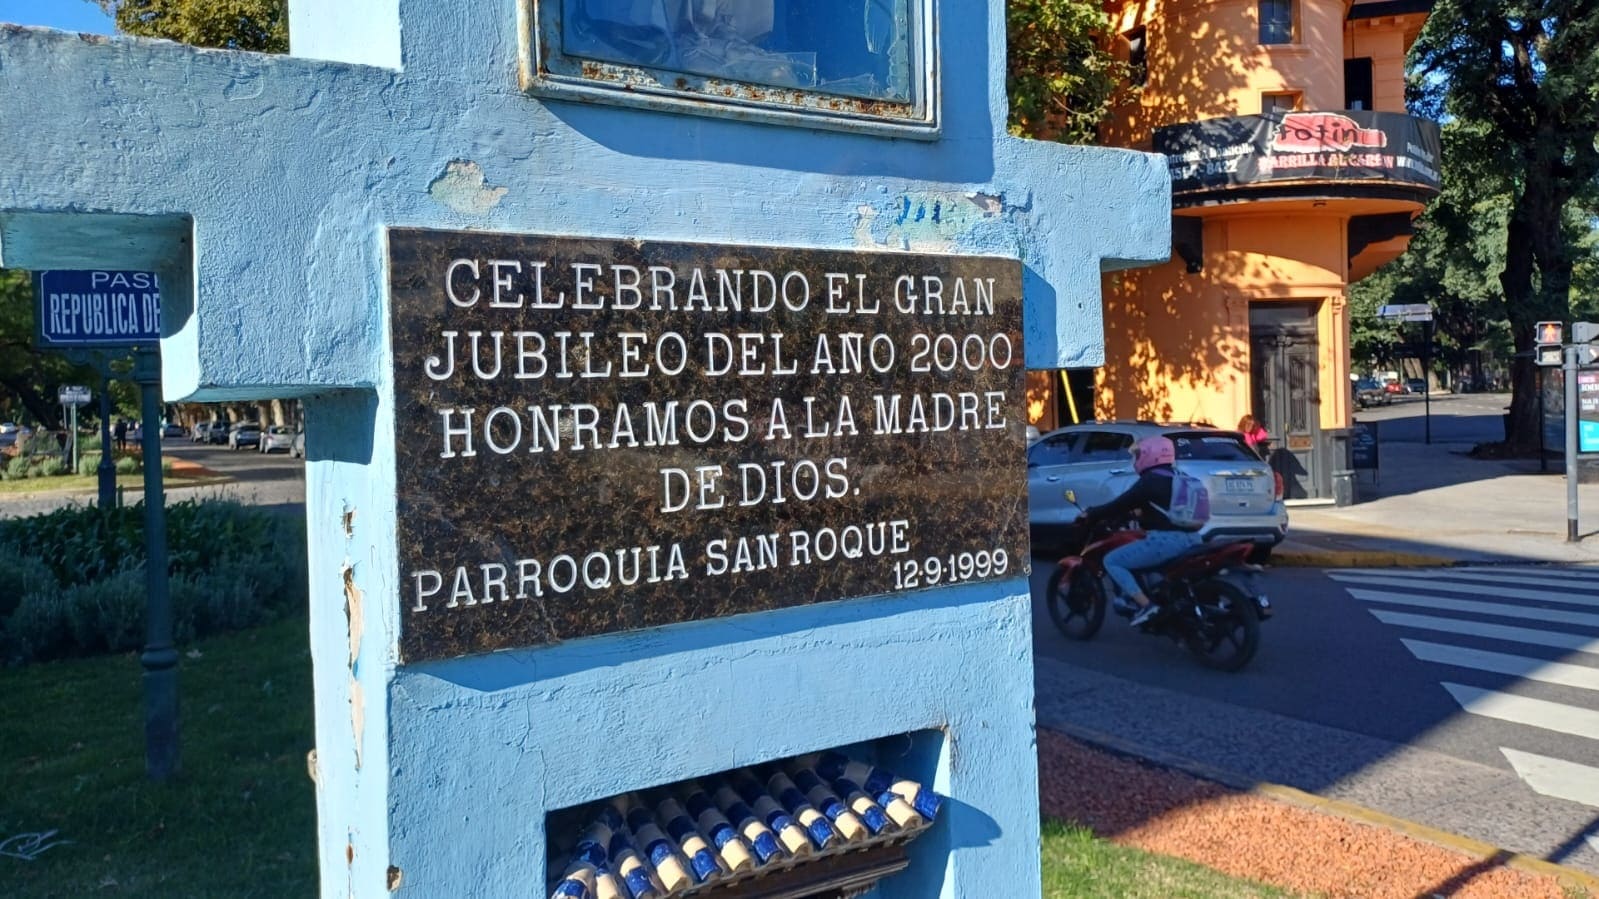 CELEBRANDO EL GRAN
JUBILEO DEL AÑO 2000
HONRAMOS A LA MADRE
DE DIOS.
PARROQUIA SAN ROQUE
12·9·1999
REPUBLICA DE
totin
PARRILLA AL CARBON